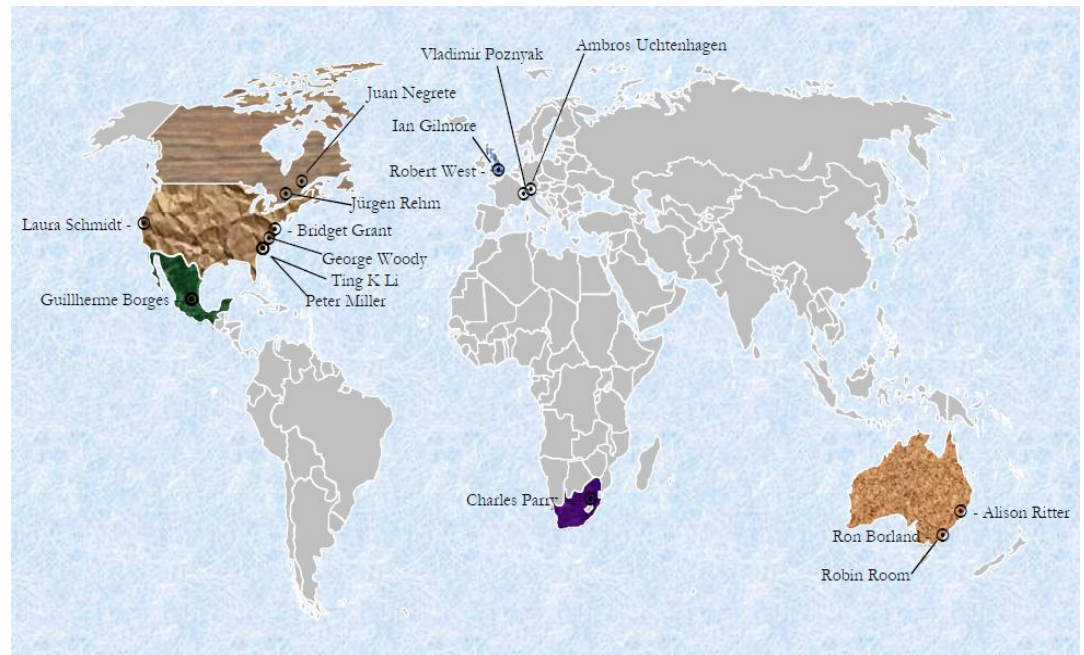 Ambros Uchtenhagen
Vladimir Poznyak
Juan Negrete
Ian Gilmore
Robert West -
Jürgen Rehm
Laura Schmidt -
- Bridget Grant
George Woody
Ting K Li
Guillherme Borges
Peter Miller
Charles Parry
- Alison Ritter
Ron Borland -
Robin Room